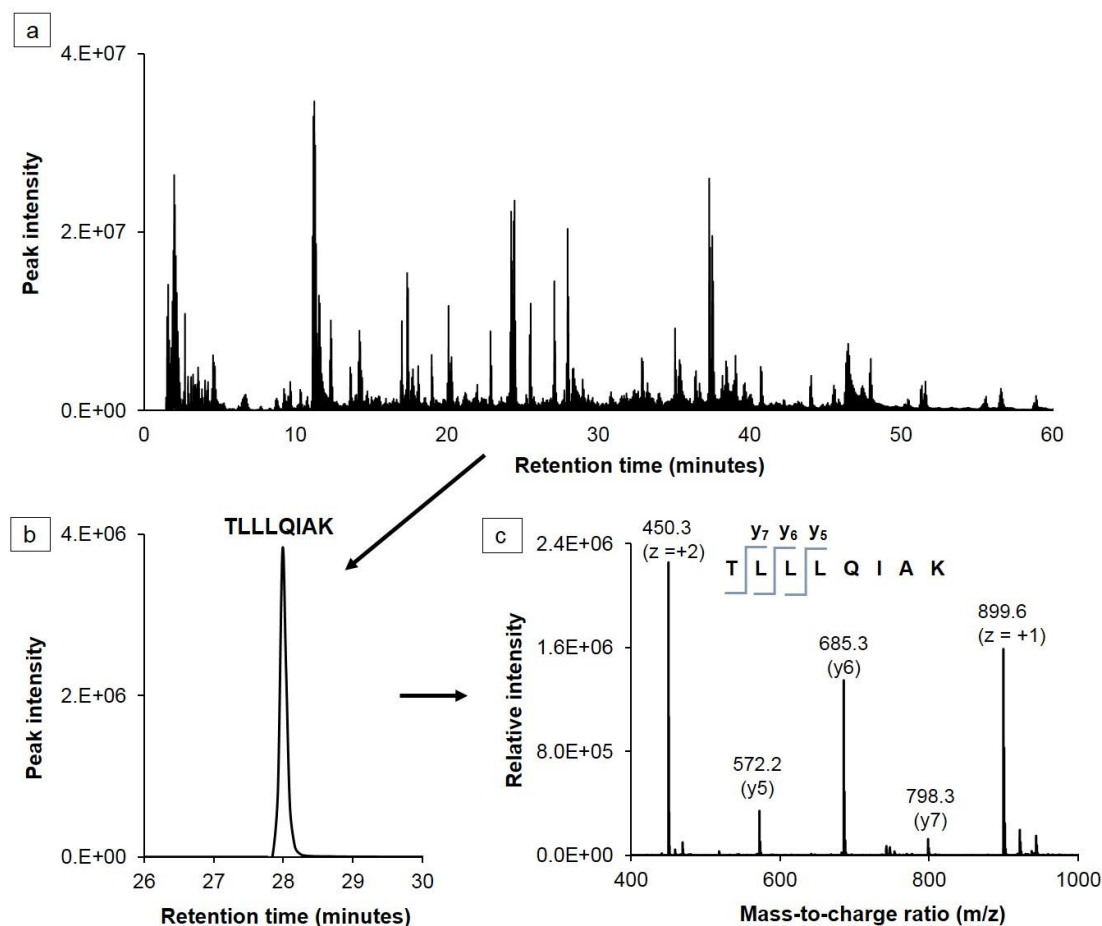 a
4.E+07
2.E+07
0.E+00
Peak intensity
0 10 20 30 40 50 60
Retention time (minutes)
b
TLLLQIAK
4.E+06
2.E+06
0.E+00
Peak intensity
26 27 28 29 30
Retention time (minutes)
c
450.3
(z =+2)
y7 y6 y5
T L L L Q I A K
2.4E+06
1.6E+06
8.0E+05
0.0E+00
Relative intensity
572.2
(y5)
685.3
(y6)
798.3
(y7)
899.6
(z = +1)
400 600 800 1000
Mass-to-charge ratio (m/z)